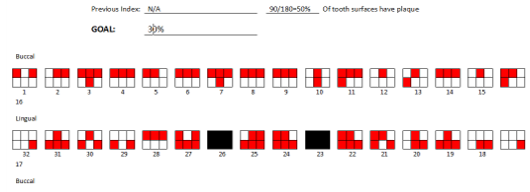 Previous Index: N/A 90/180=50% Of tooth surfaces have plaque
GOAL: 30%
Buccal
1 2 3 4 5 6 7 8 9 10 11 12 13 14 15
16
Lingual
32 31 30 29 28 27 26 25 24 23 22 21 20 19 18
17
Buccal